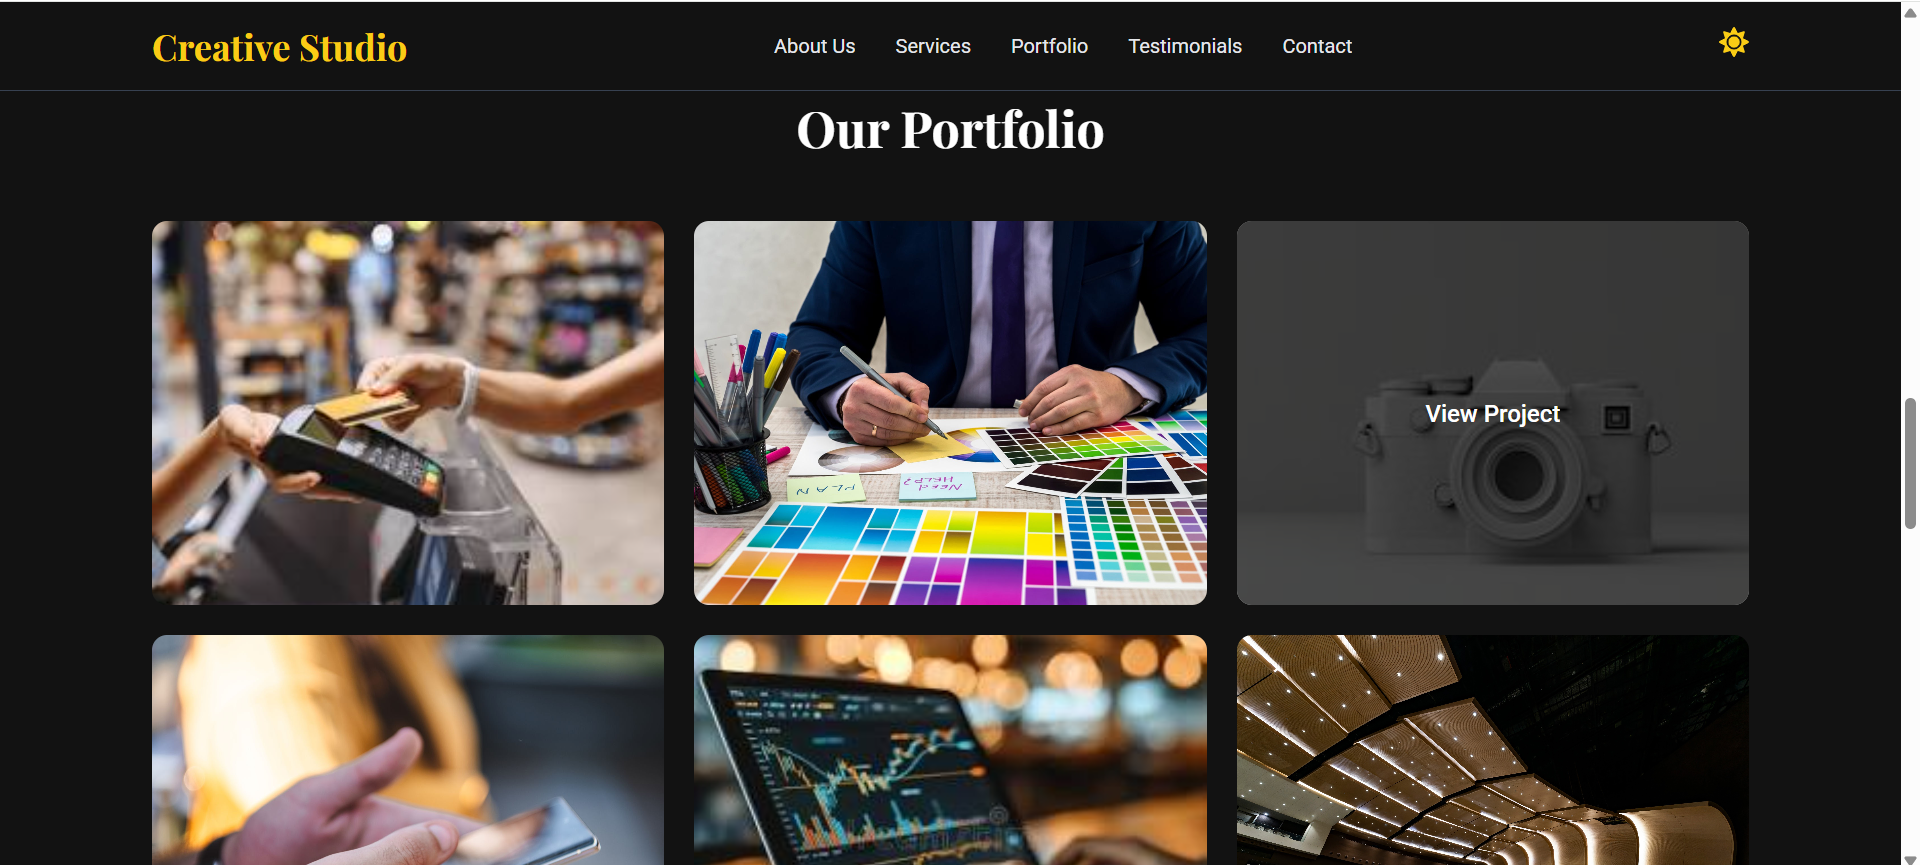 Creative Studio
About Us
Services
Portfolio
Testimonials
Contact
Our Portfolio
View Project
PLAN
NEED
HELP?